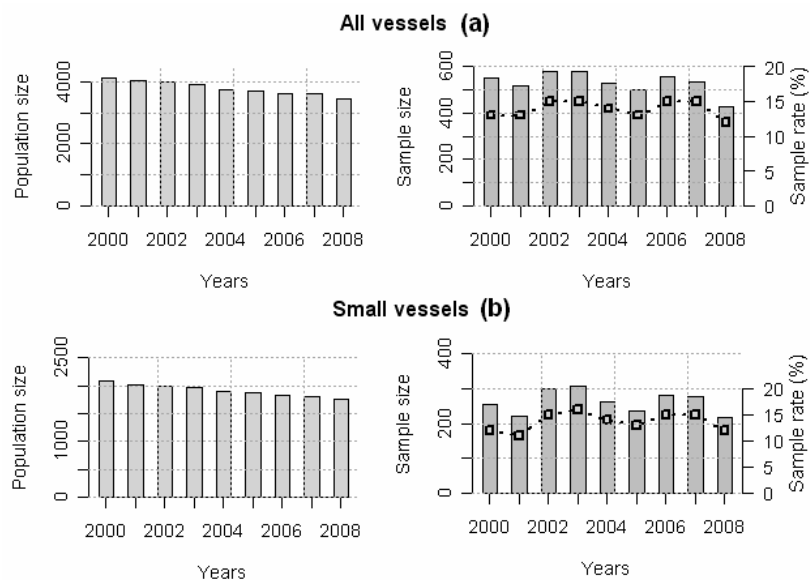 All vessels (a)
Population size
0 2000 4000
2000 2002 2004 2006 2008
Years
Sample size
0 200 400 600
Sample rate (%)
0 5 10 15 20
2000 2002 2004 2006 2008
Years
Small vessels (b)
Population size
0 1000 2500
2000 2002 2004 2006 2008
Years
Sample size
0 200 400
Sample rate (%)
0 5 10 15 20
2000 2002 2004 2006 2008
Years